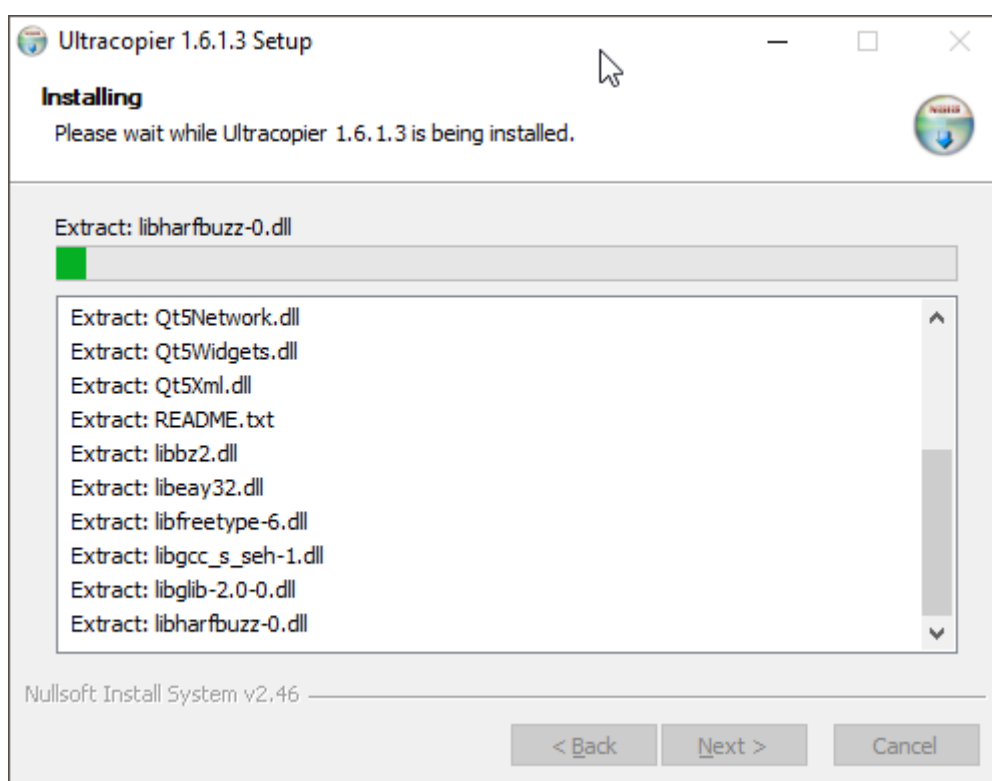 Ultracopier 1.6.1.3 Setup
Installing
Please wait while Ultracopier 1.6.1.3 is being installed.
Extract: libharfbuzz-0.dll
Extract: Qt5Network.dll
Extract: Qt5Widgets.dll
Extract: Qt5Xml.dll
Extract: README.txt
Extract: libbz2.dll
Extract: libeay32.dll
Extract: libfreetype-6.dll
Extract: libgcc_s_seh-1.dll
Extract: libglib-2.0-0.dll
Extract: libharfbuzz-0.dll
Nullsoft Install System v2.46
< Back
Next >
Cancel